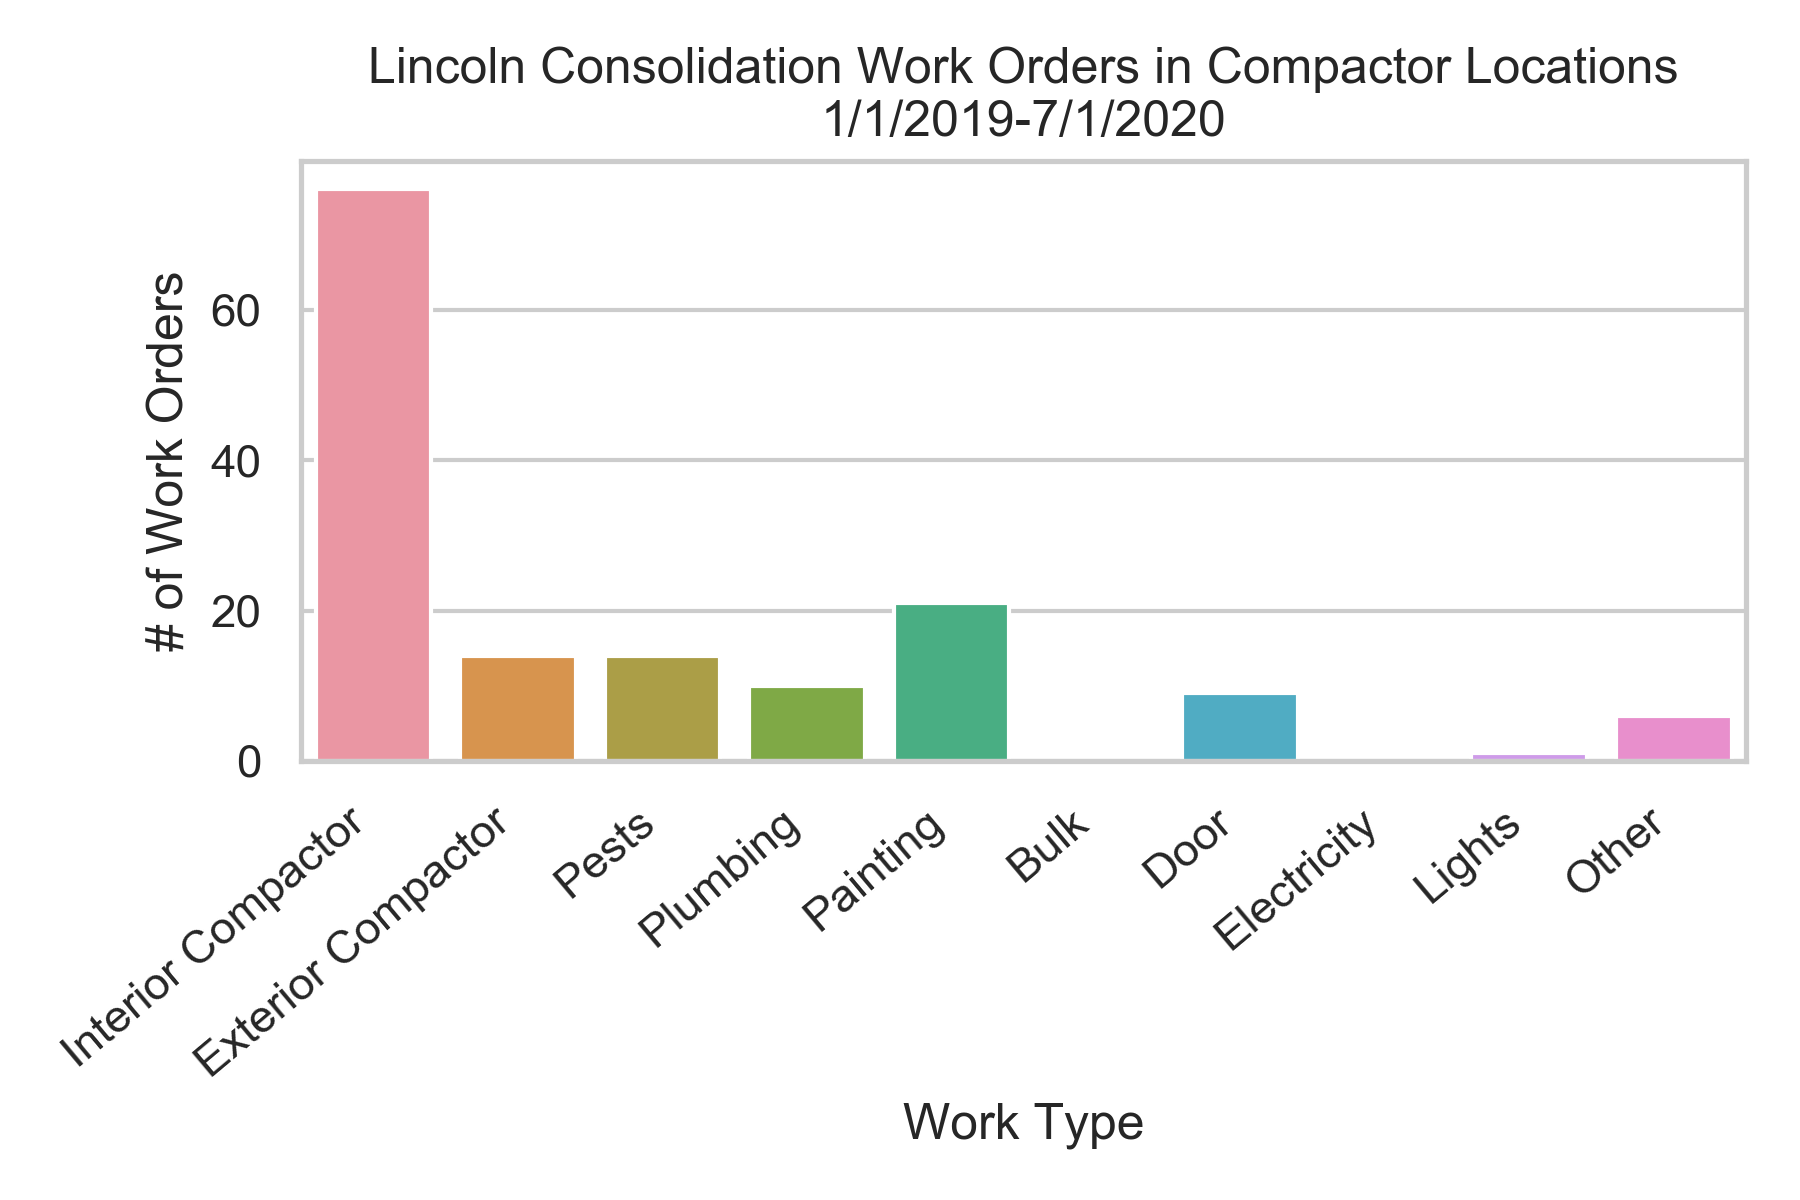 Lincoln Consolidation Work Orders in Compactor Locations
1/1/2019-7/1/2020
# of Work Orders
60
40
20
0
Interior Compactor
Exterior Compactor
Pests
Plumbing
Painting
Bulk
Door
Electricity
Lights
Other
Work Type